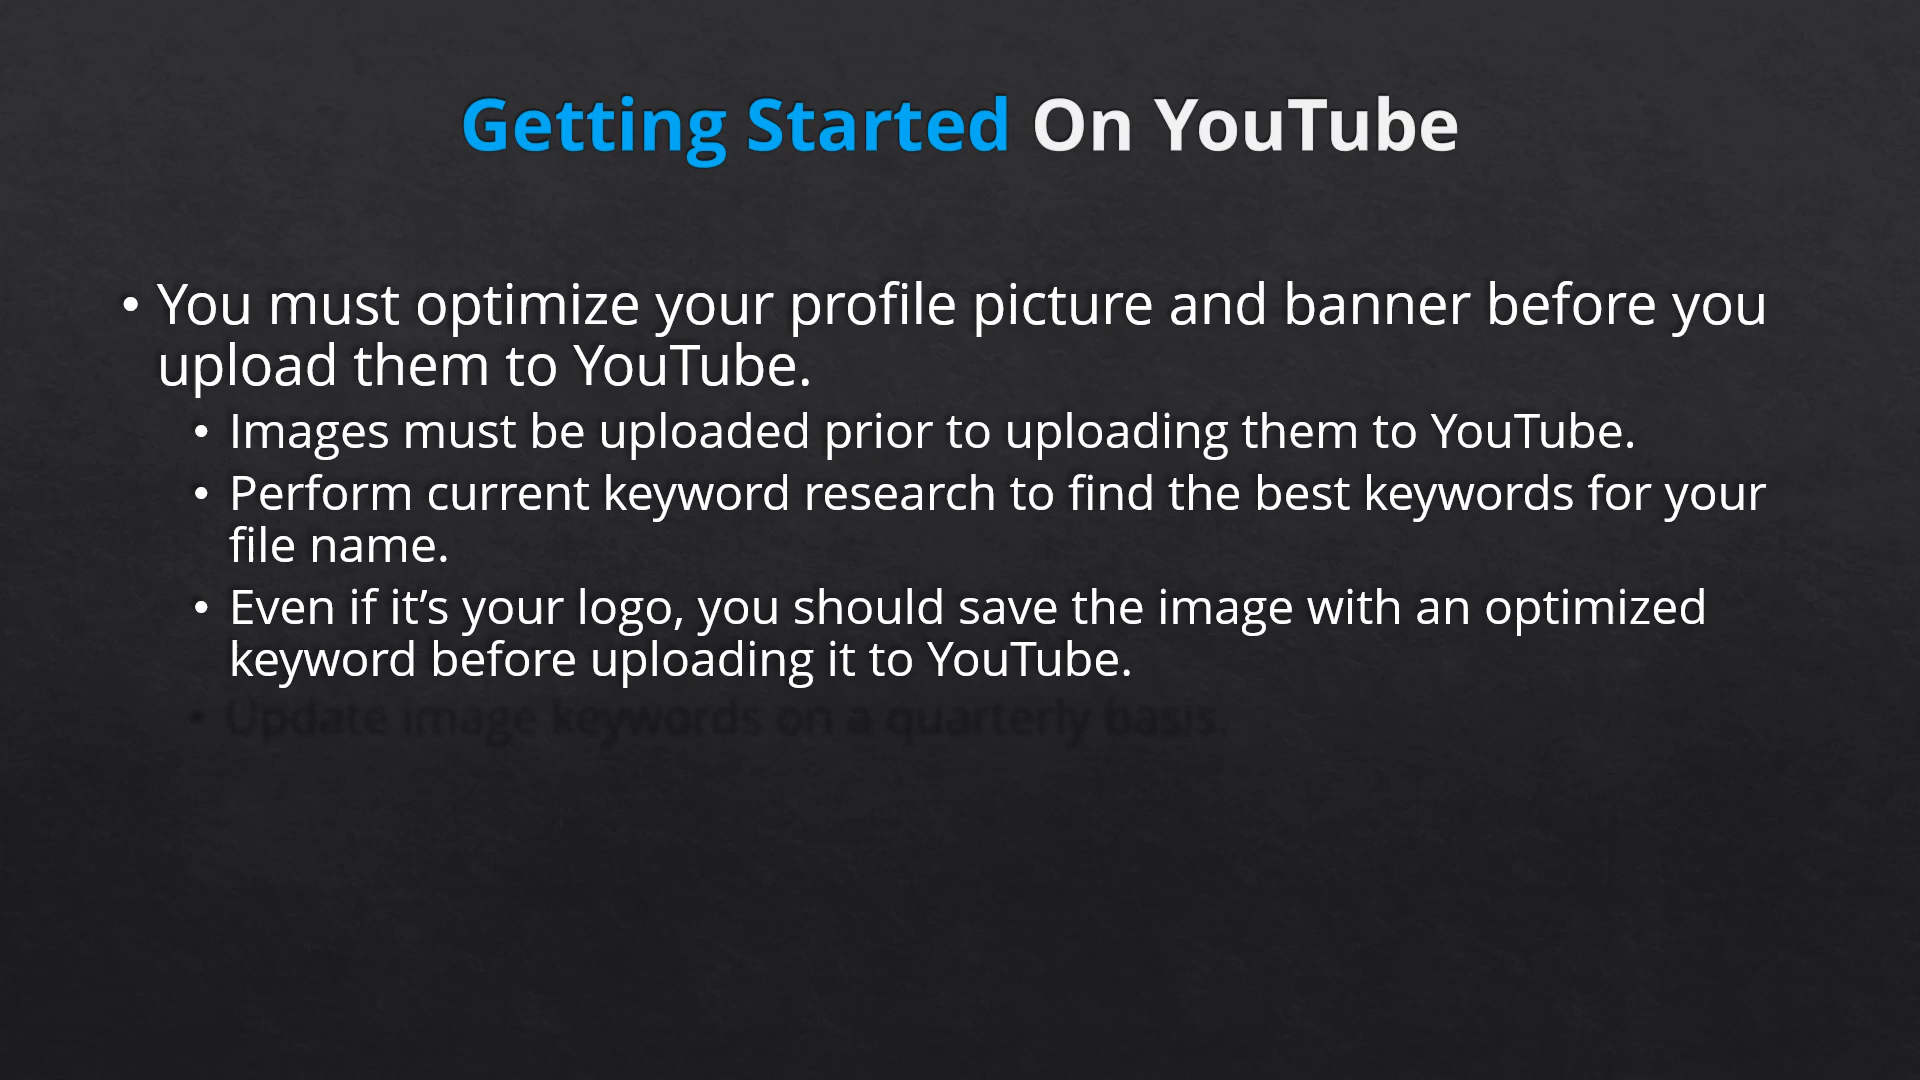 Getting Started On YouTube
• You must optimize your profile picture and banner before you
upload them to YouTube.
• Images must be uploaded prior to uploading them to YouTube.
• Perform current keyword research to find the best keywords for your
file name.
• Even if it’s your logo, you should save the image with an optimized
keyword before uploading it to YouTube.
• Update image keywords on a quarterly basis.